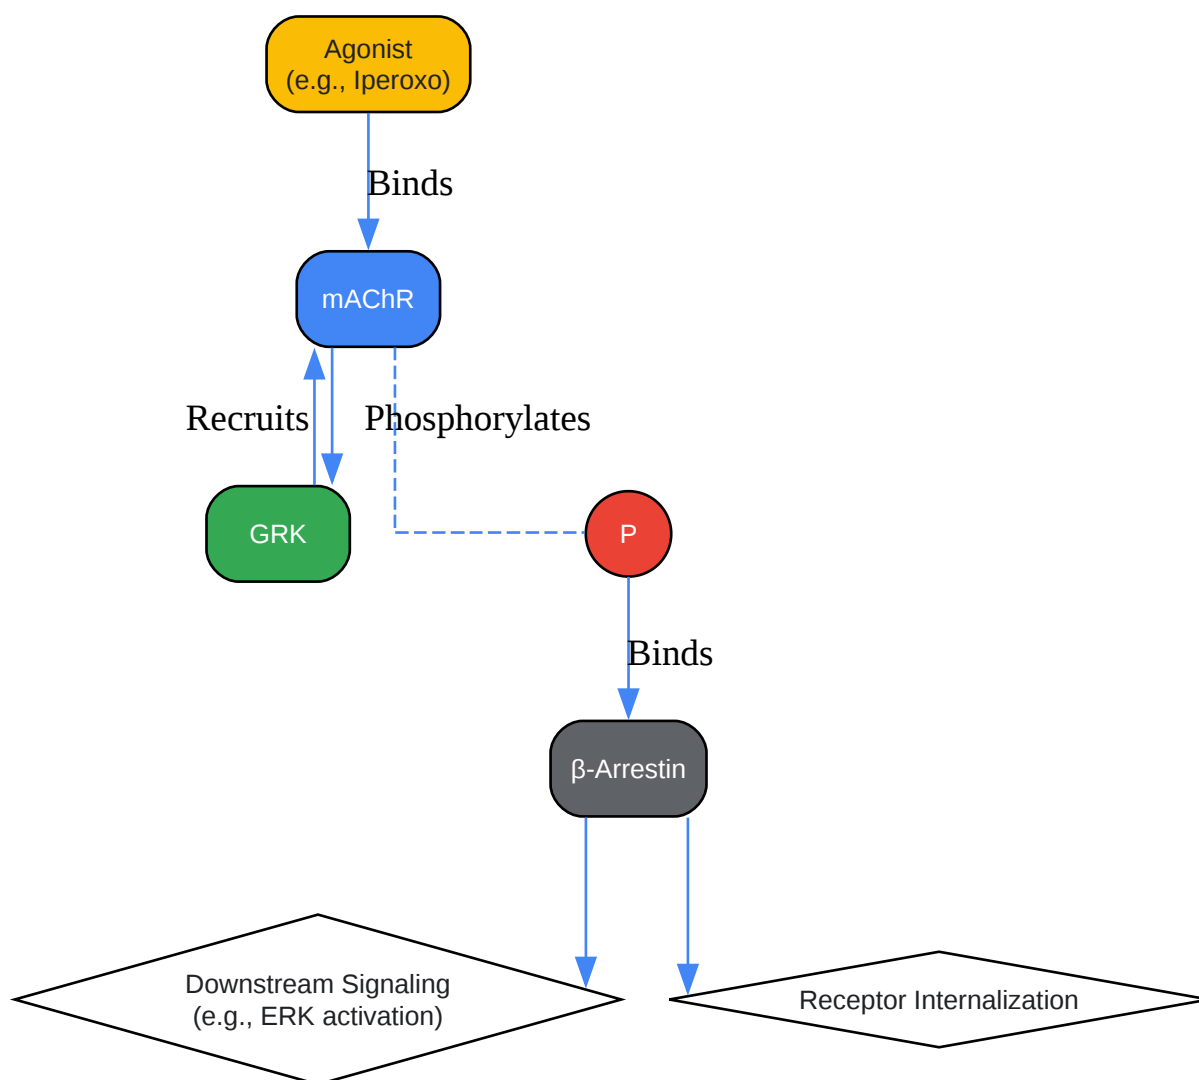 Agonist
(e.g., Iperoxo)
Binds
mAChR
Recruits
Phosphorylates
GRK
P
Binds
β-Arrestin
Downstream Signaling
(e.g., ERK activation)
Receptor Internalization